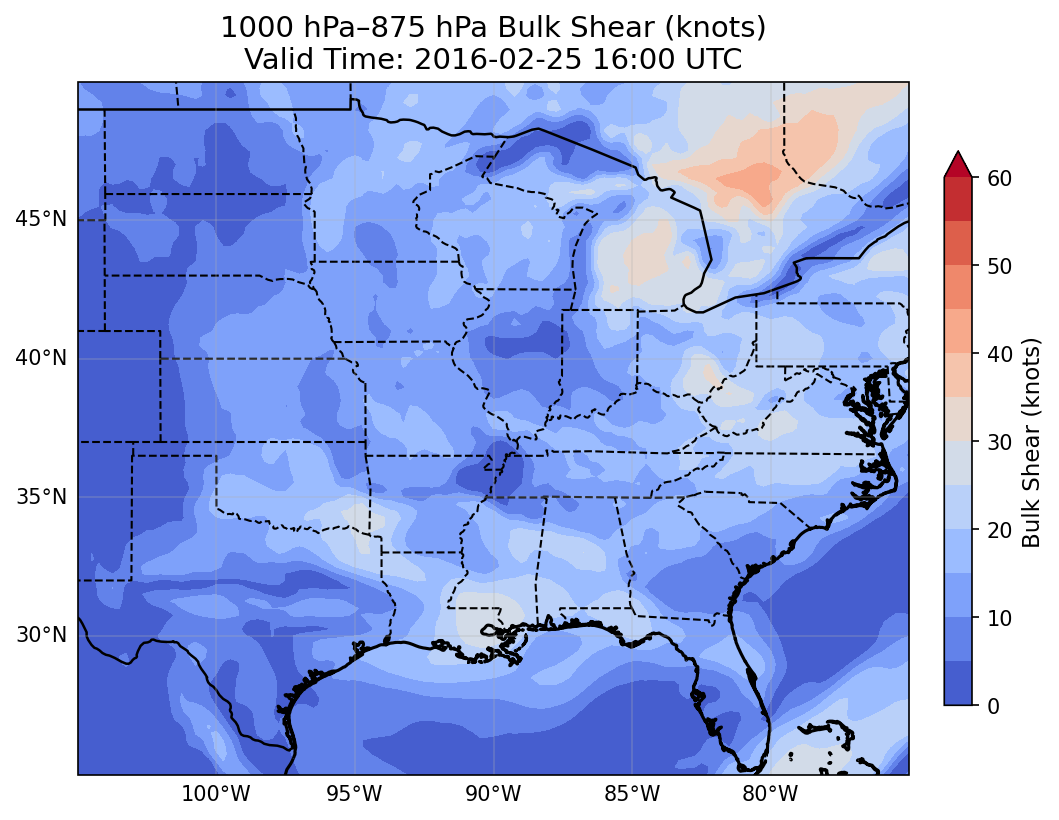 1000 hPa–875 hPa Bulk Shear (knots)
Valid Time: 2016-02-25 16:00 UTC
45°N
40°N
35°N
30°N
100°W
95°W
90°W
85°W
80°W
60
50
40
30
20
10
0
Bulk Shear (knots)